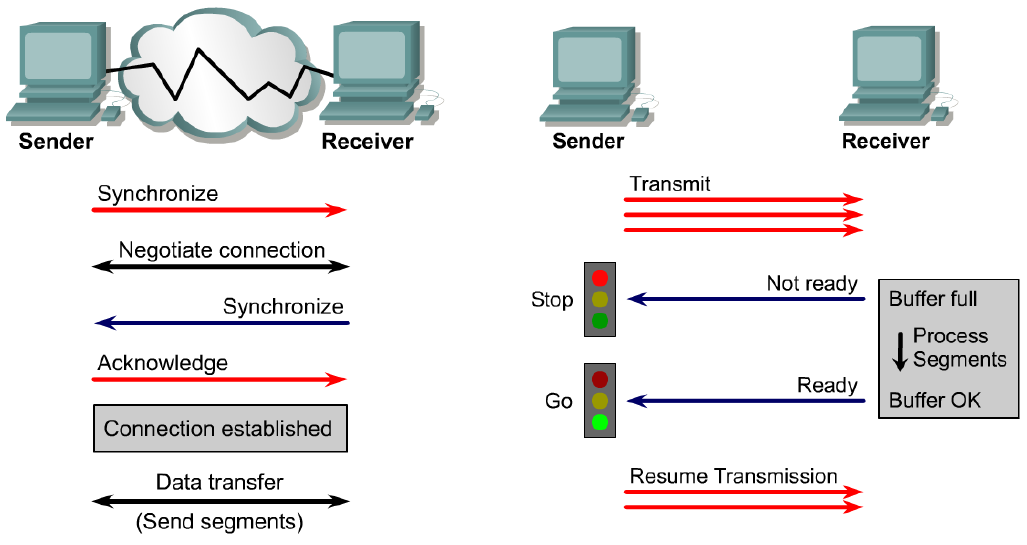 Sender
Receiver
Synchronize
Negotiate connection
Synchronize
Acknowledge
Connection established
Data transfer
(Send segments)
Sender
Receiver
Transmit
Stop
Not ready
Buffer full
Process
Segments
Buffer OK
Go
Ready
Resume Transmission